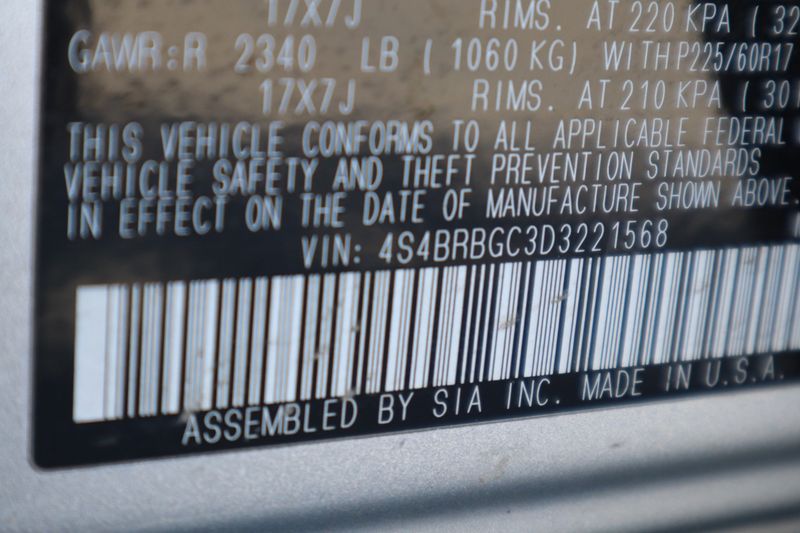 17X7J RIMS. AT 220 KPA ( 32
GAWR:R 2340 LB ( 1060 KG) WITH P225/60R17
17X7J RIMS. AT 210 KPA ( 30
THIS VEHICLE CONFORMS TO ALL APPLICABLE FEDERAL
VEHICLE SAFETY AND THEFT PREVENTION STANDARDS
IN EFFECT ON THE DATE OF MANUFACTURE SHOWN ABOVE.
VIN: 4S4BRBGC3D3221568
ASSEMBLED BY SIA INC. MADE IN U.S.A.